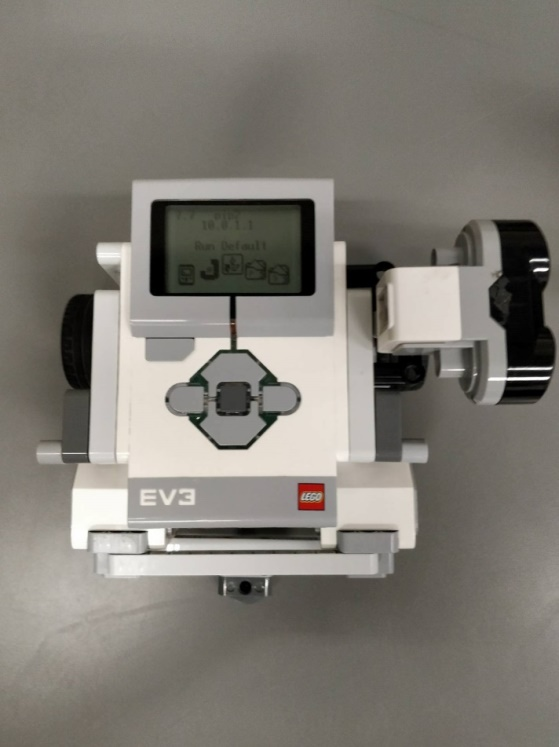 10.0.1.1
Run Default
EV3
LEGO